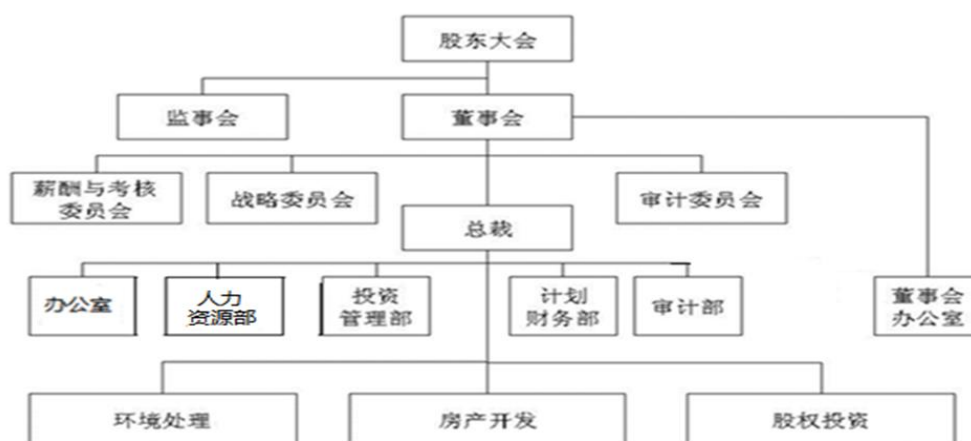 股东大会
监事会
董事会
薪酬与考核
委员会
战略委员会
审计委员会
总裁
办公室
人力
资源部
投资
管理部
计划
财务部
审计部
董事会
办公室
环境处理
房产开发
股权投资